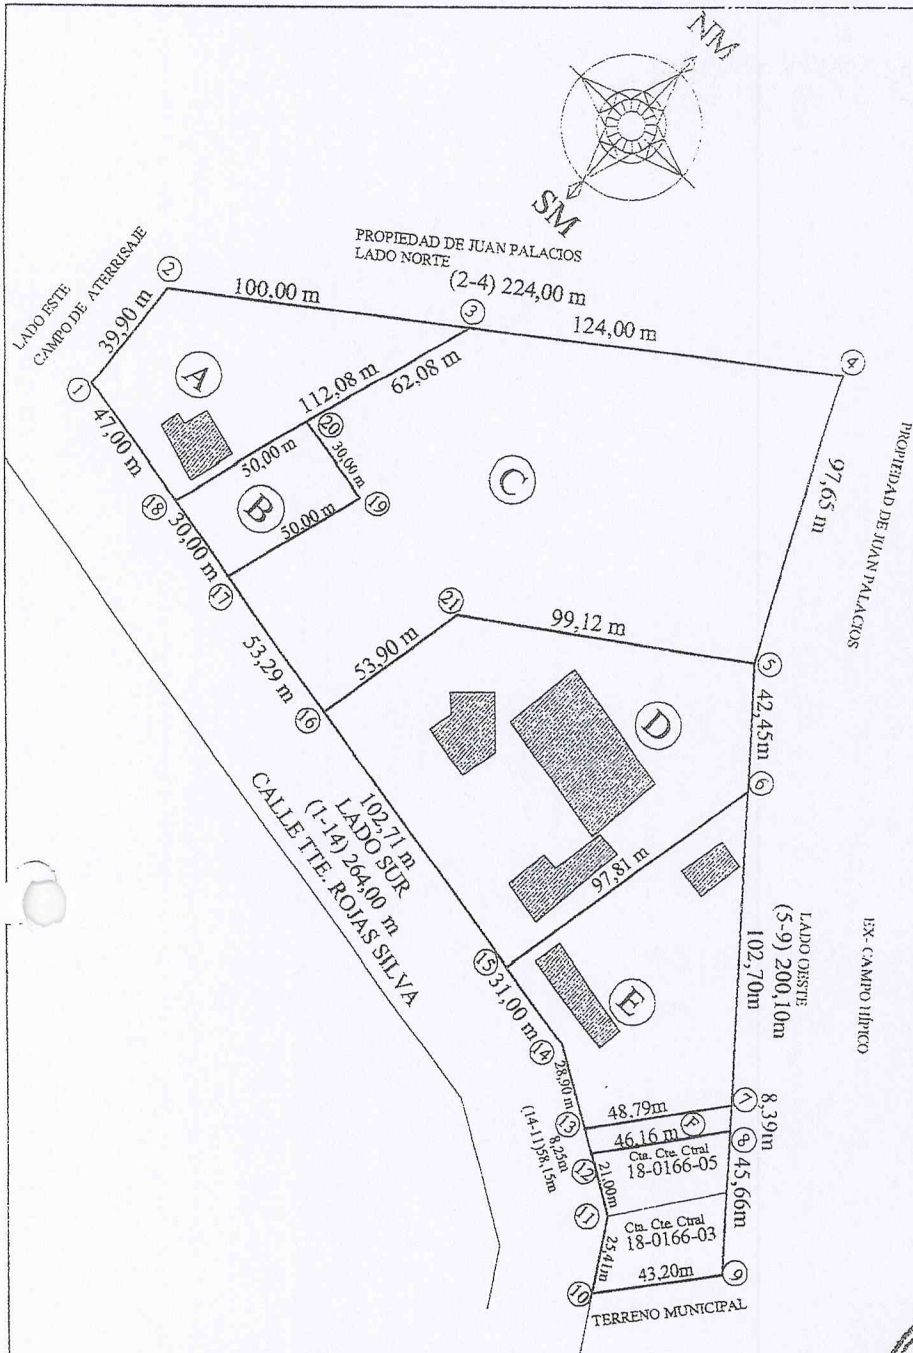 NM
SM
PROPIEDAD DE JUAN PALACIOS
LADO NORTE
(2-4) 224,00 m
LADO ESTE
CAMPO DE ATERRISAJE
2
39,90 m
100,00 m
3
124,00 m
4
1
A
112,08 m
62,08 m
PROPIEDAD DE JUAN PALACIOS
47,00 m
20
50,00 m
30,00 m
C
97,65 m
18
B
19
30,00 m
50,00 m
17
21
99,12 m
53,29 m
53,90 m
5
16
D
42,45m
6
102,71 m
LADO SUR
(1-14) 264,00 m
CALLE TTE. ROJAS SILVA
97,81 m
LADO OESTE
(5-9) 200,10m
102,70m
EX- CAMPO HÍPICO
15
31,00 m
E
14
28,90 m
7
48,79m
8,39m
13
F
8
(14-11)58,15m
8,25m
46,16 m
12
21,00m
Cta. Cte. Ctral
18-0166-05
45,66m
11
Cta. Cte. Ctral
18-0166-03
25,41m
43,20m
9
10
TERRENO MUNICIPAL